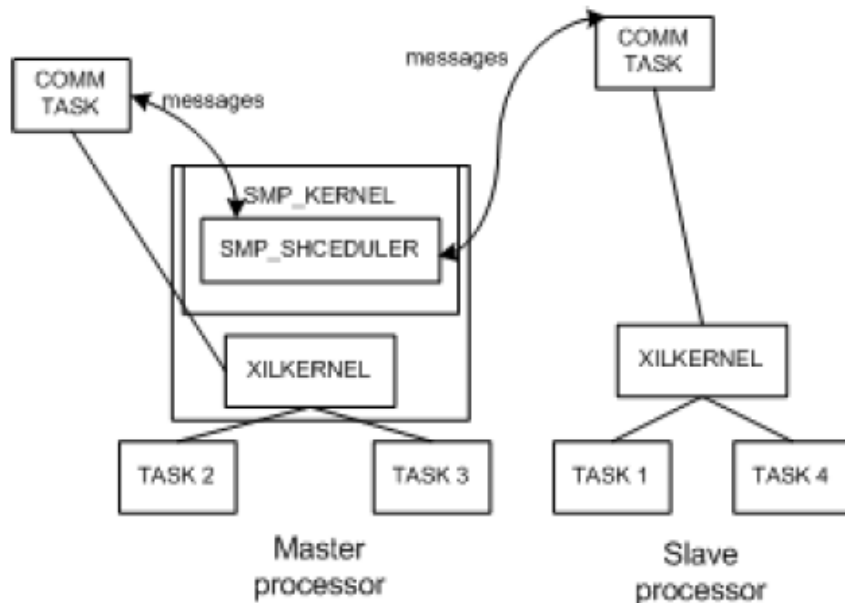 COMM
TASK
messages
messages
COMM
TASK
SMP_KERNEL
SMP_SHCEDULER
XILKERNEL
XILKERNEL
TASK 2
TASK 3
TASK 1
TASK 4
Master
processor
Slave
processor